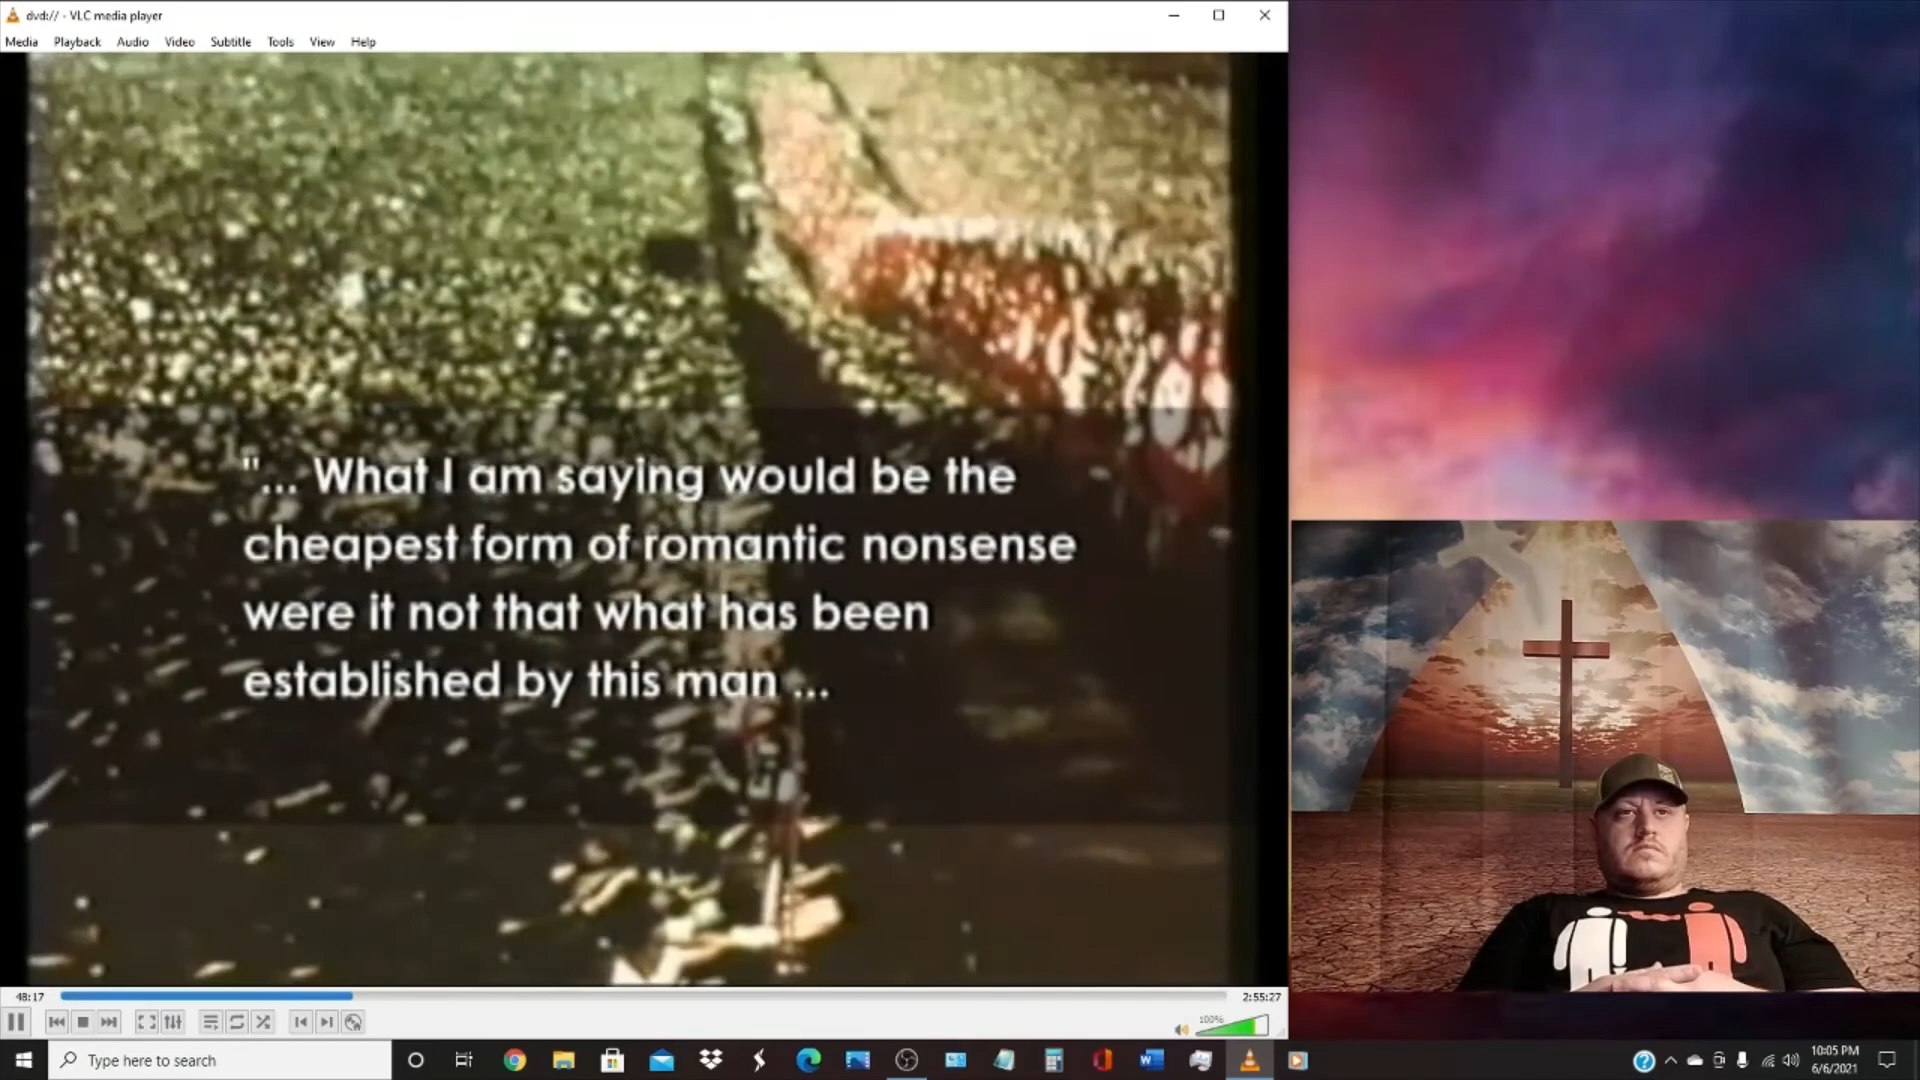 dvd:// - VLC media player
Media Playback Audio Video Subtitle Tools View Help
"... What I am saying would be the
cheapest form of romantic nonsense
were it not that what has been
established by this man ...
48:17
2:55:27
100%
Type here to search
10:05 PM
6/6/2021